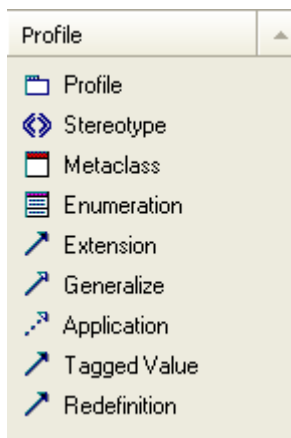 Profile
Profile
Stereotype
Metaclass
Enumeration
Extension
Generalize
Application
Tagged Value
Redefinition